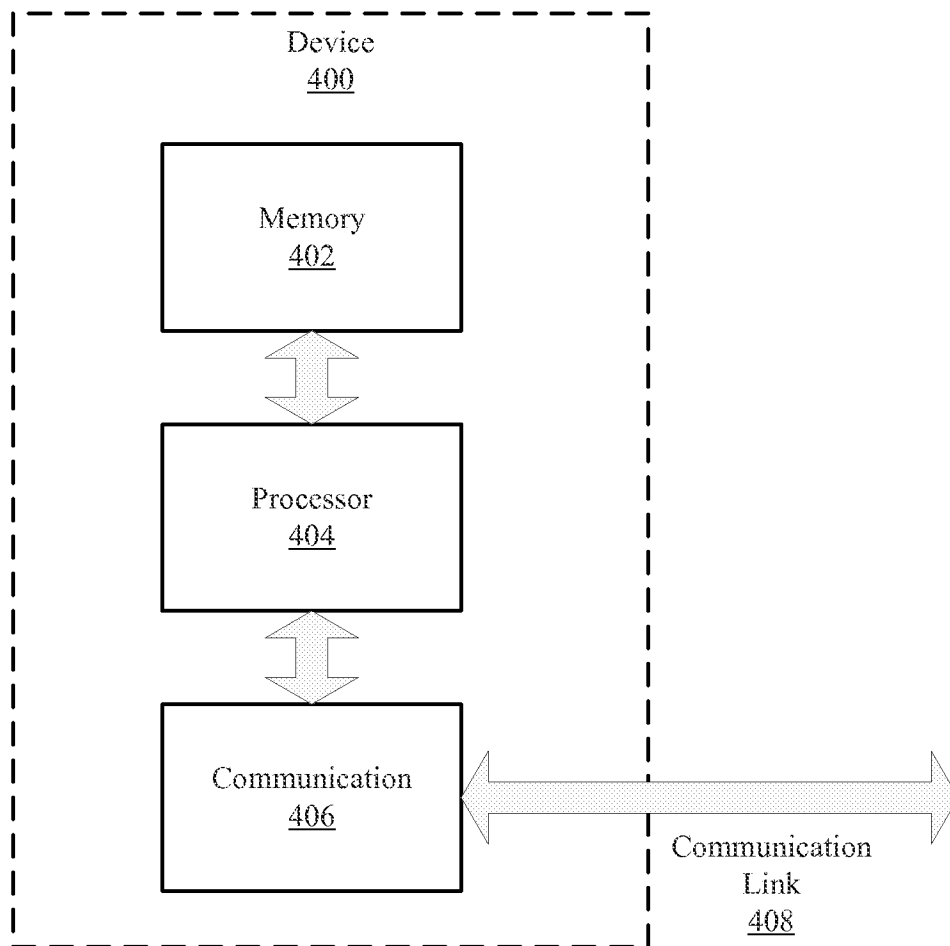 Device
400
Memory
402
Processor
404
Communication
406
Communication
Link
408